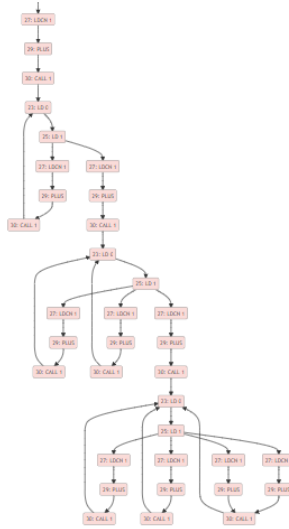 27: LDCH 1
29: PLUS
30: CALL 1
23: LD 0
25: LD 1
27: LDCH 1 27: LDCH 1
29: PLUS 29: PLUS
30: CALL 1 30: CALL 1
23: LD 0
25: LD 1
27: LDCH 1 27: LDCH 1 27: LDCH 1
29: PLUS 29: PLUS 29: PLUS
30: CALL 1 30: CALL 1 30: CALL 1
23: LD 0
25: LD 1
27: LDCH 1 27: LDCH 1 27: LDCH 1 27: LDCH
29: PLUS 29: PLUS 29: PLUS 29: PLUS
30: CALL 1 30: CALL 1 30: CALL 1